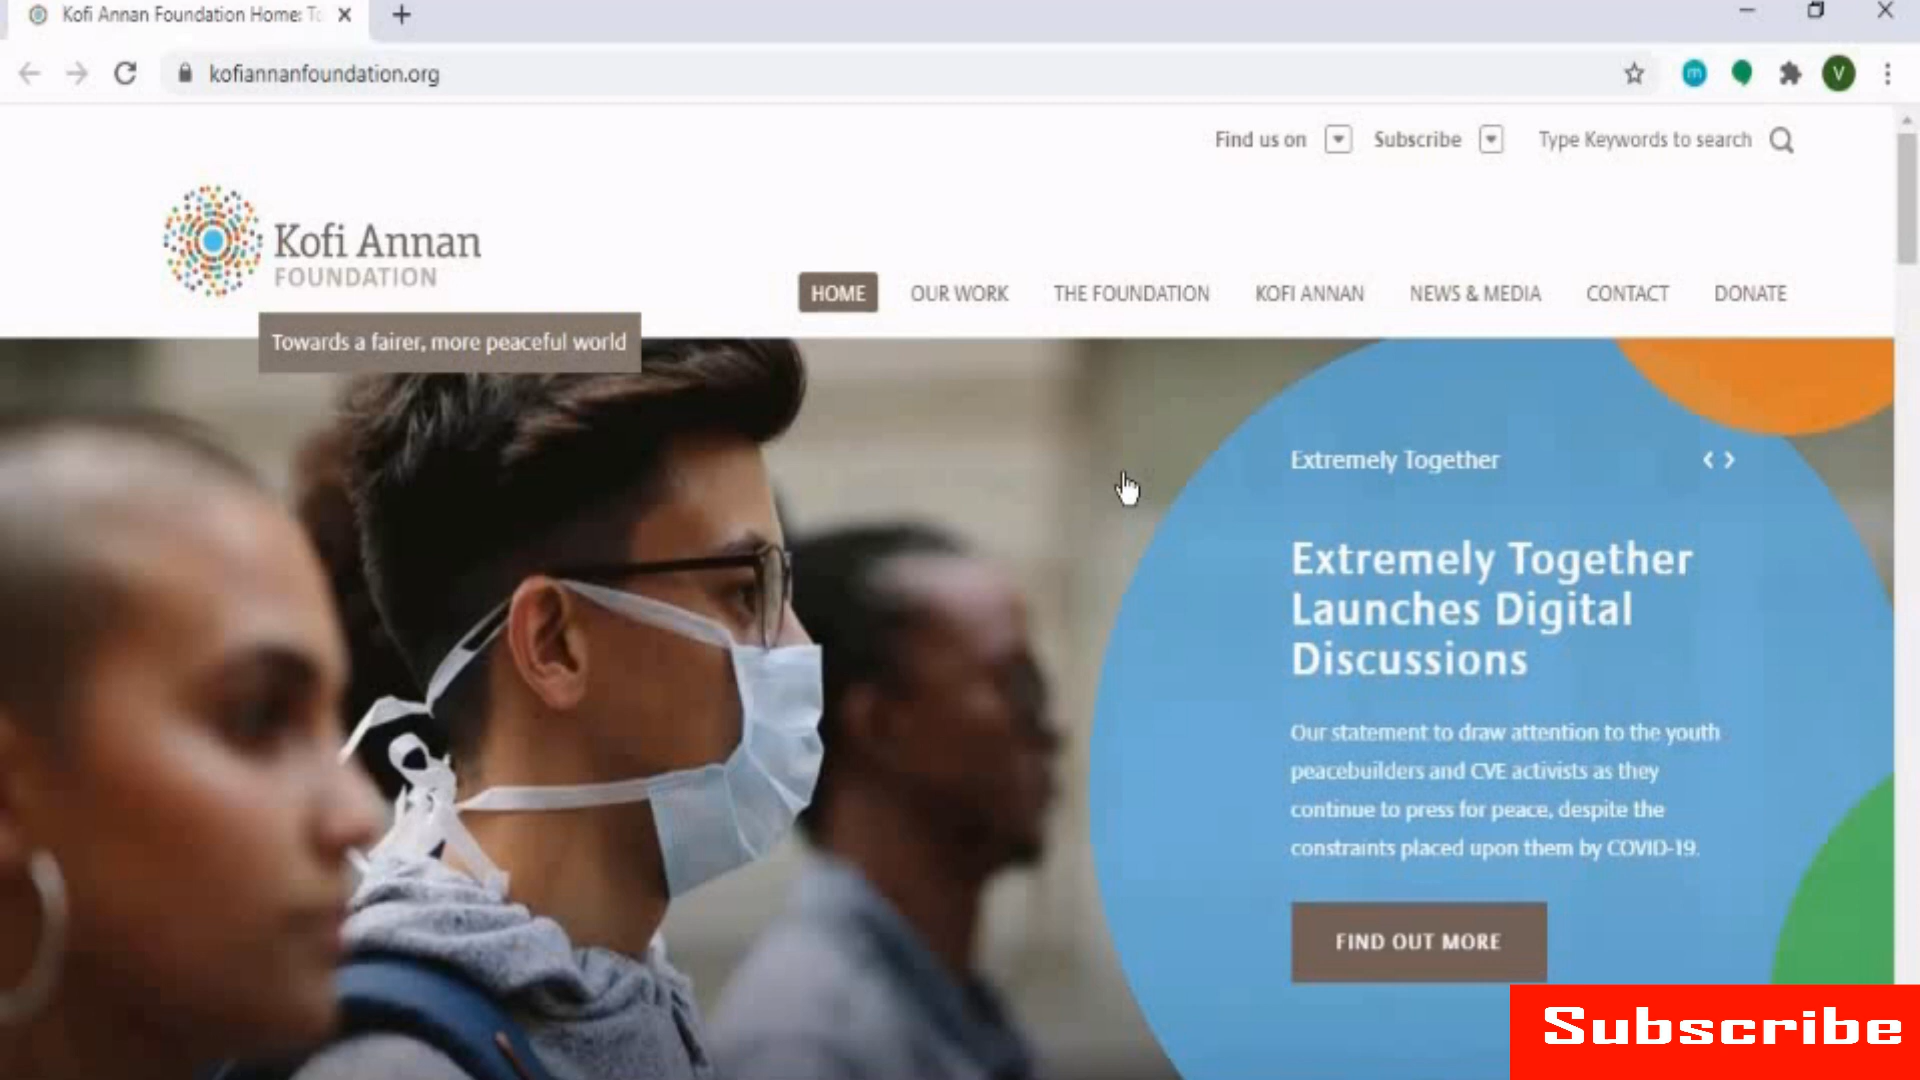 Kofi Annan Foundation Home: To
kofiannanfoundation.org
m
V
Find us on
Subscribe
Type Keywords to search
Kofi Annan
FOUNDATION
HOME
OUR WORK
THE FOUNDATION
KOFI ANNAN
NEWS & MEDIA
CONTACT
DONATE
Towards a fairer, more peaceful world
Extremely Together
Extremely Together
Launches Digital
Discussions
Our statement to draw attention to the youth
peacebuilders and CVE activists as they
continue to press for peace, despite the
constraints placed upon them by COVID-19.
FIND OUT MORE
Subscribe